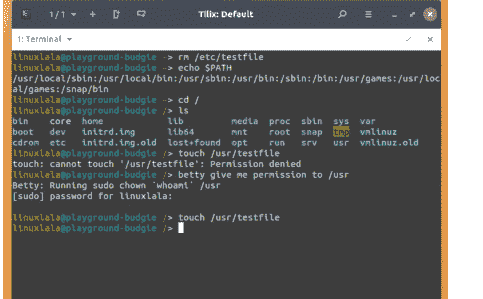 1 / 1
Tilix: Default
1: Terminal
linuxlala@playground-budgie ~> rm /etc/testfile
linuxlala@playground-budgie ~> echo $PATH
/usr/local/sbin:/usr/local/bin:/usr/sbin:/usr/bin:/sbin:/bin:/usr/games:/usr/loc
al/games:/snap/bin
linuxlala@playground-budgie ~> cd /
linuxlala@playground-budgie /> ls
bin core home lib media proc sbin sys var
boot dev initrd.img lib64 mnt root snap tmp vmlinuz
cdrom etc initrd.img.old lost+found opt run srv usr vmlinuz.old
linuxlala@playground-budgie /> touch /usr/testfile
touch: cannot touch '/usr/testfile': Permission denied
linuxlala@playground-budgie /> betty give me permission to /usr
Betty: Running sudo chown `whoami` /usr
[sudo] password for linuxlala:
linuxlala@playground-budgie /> touch /usr/testfile
linuxlala@playground-budgie />